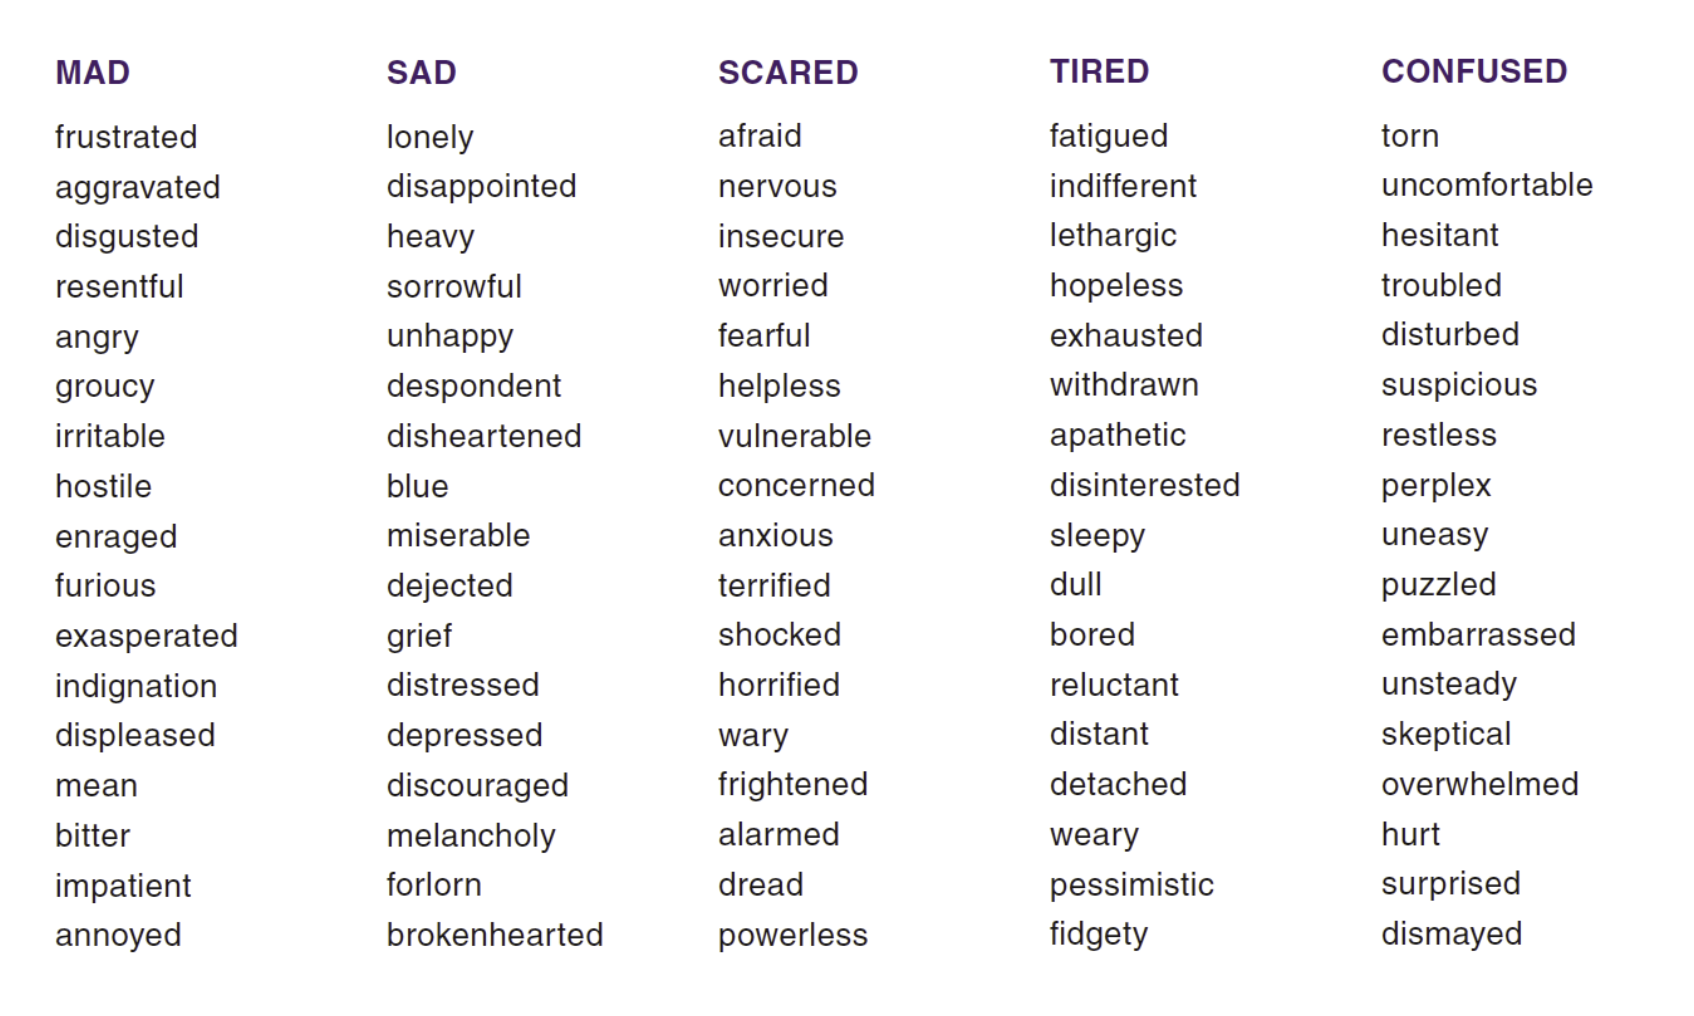 MAD SAD SCARED TIRED CONFUSED
frustrated lonely afraid fatigued torn
aggravated disappointed nervous indifferent uncomfortable
disgusted heavy insecure lethargic hesitant
resentful sorrowful worried hopeless troubled
angry unhappy fearful exhausted disturbed
groucy despondent helpless withdrawn suspicious
irritable disheartened vulnerable apathetic restless
hostile blue concerned disinterested perplex
enraged miserable anxious sleepy uneasy
furious dejected terrified dull puzzled
exasperated grief shocked bored embarrassed
indignation distressed horrified reluctant unsteady
displeased depressed wary distant skeptical
mean discouraged frightened detached overwhelmed
bitter melancholy alarmed weary hurt
impatient forlorn dread pessimistic surprised
annoyed brokenhearted powerless fidgety dismayed